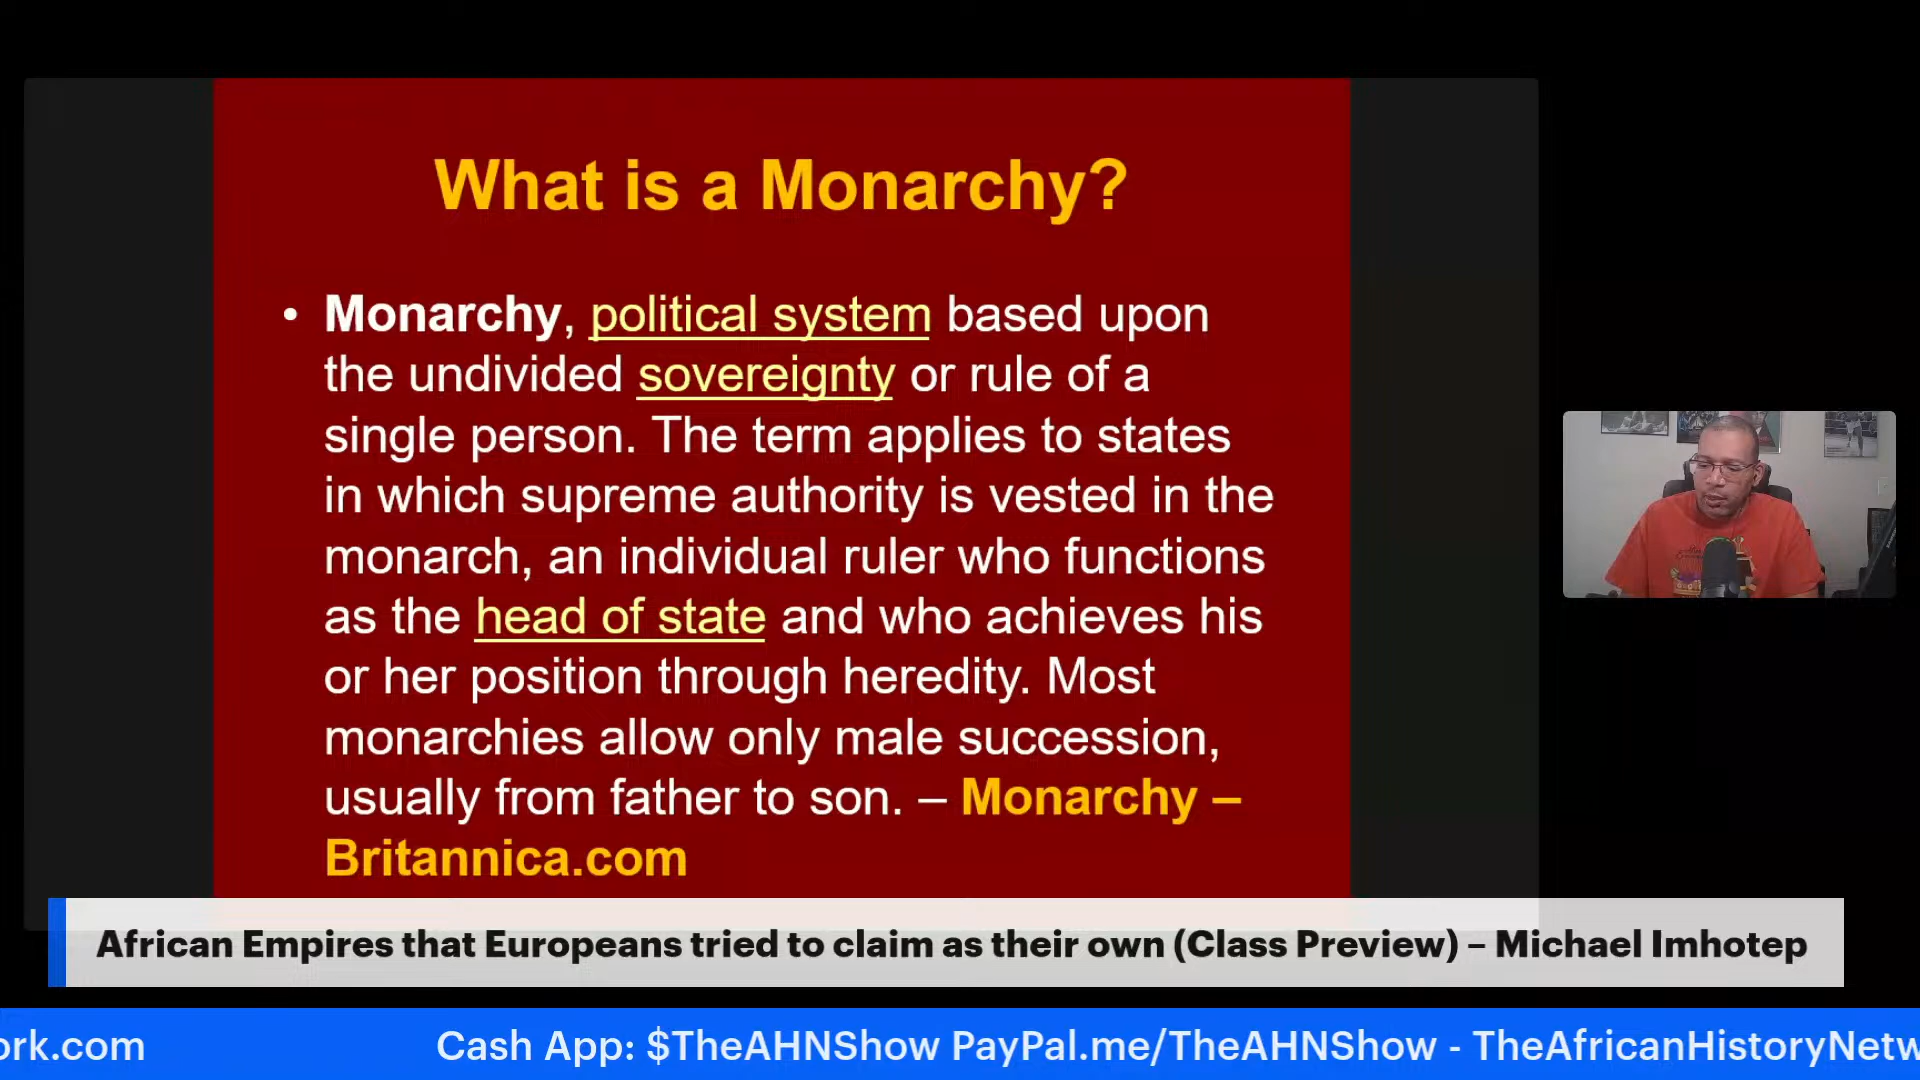 What is a Monarchy?
• Monarchy, political system based upon
the undivided sovereignty or rule of a
single person. The term applies to states
in which supreme authority is vested in the
monarch, an individual ruler who functions
as the head of state and who achieves his
or her position through heredity. Most
monarchies allow only male succession,
usually from father to son. – Monarchy –
Britannica.com
African Empires that Europeans tried to claim as their own (Class Preview) – Michael Imhotep
ork.com Cash App: $TheAHNShow PayPal.me/TheAHNShow - TheAfricanHistoryNetw